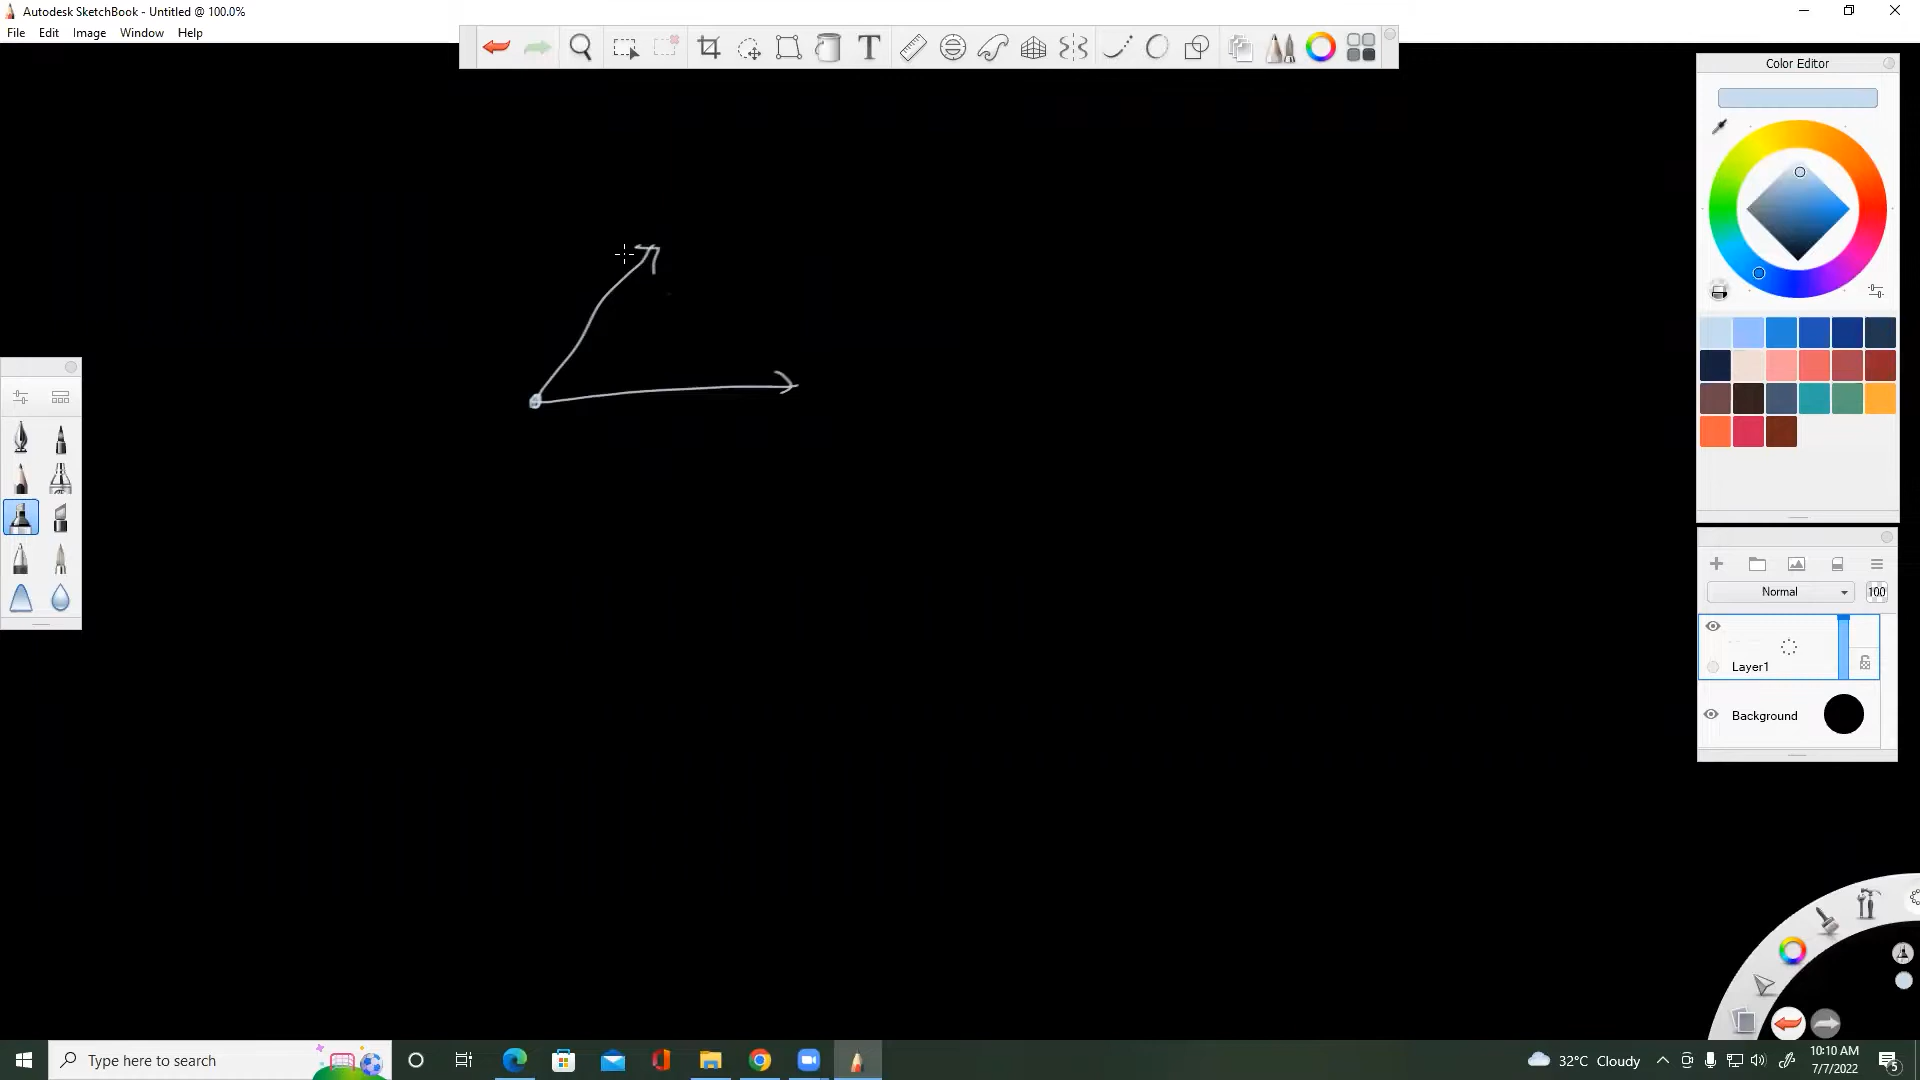 Autodesk SketchBook - Untitled @ 100.0%
File Edit Image Window Help
T
Color Editor
Normal 100
Layer1
Background
Type here to search
32°C Cloudy
10:10 AM
7/7/2022
5